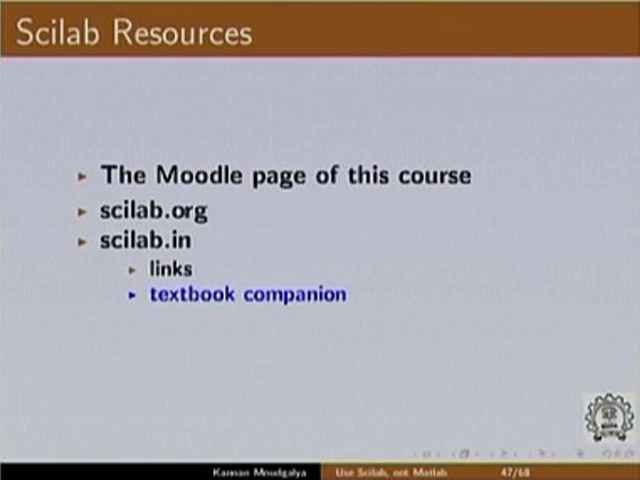 Scilab Resources
The Moodle page of this course
scilab.org
scilab.in
links
textbook companion
Kannan Moudgalya Use Scilab, not Matlab 47/68